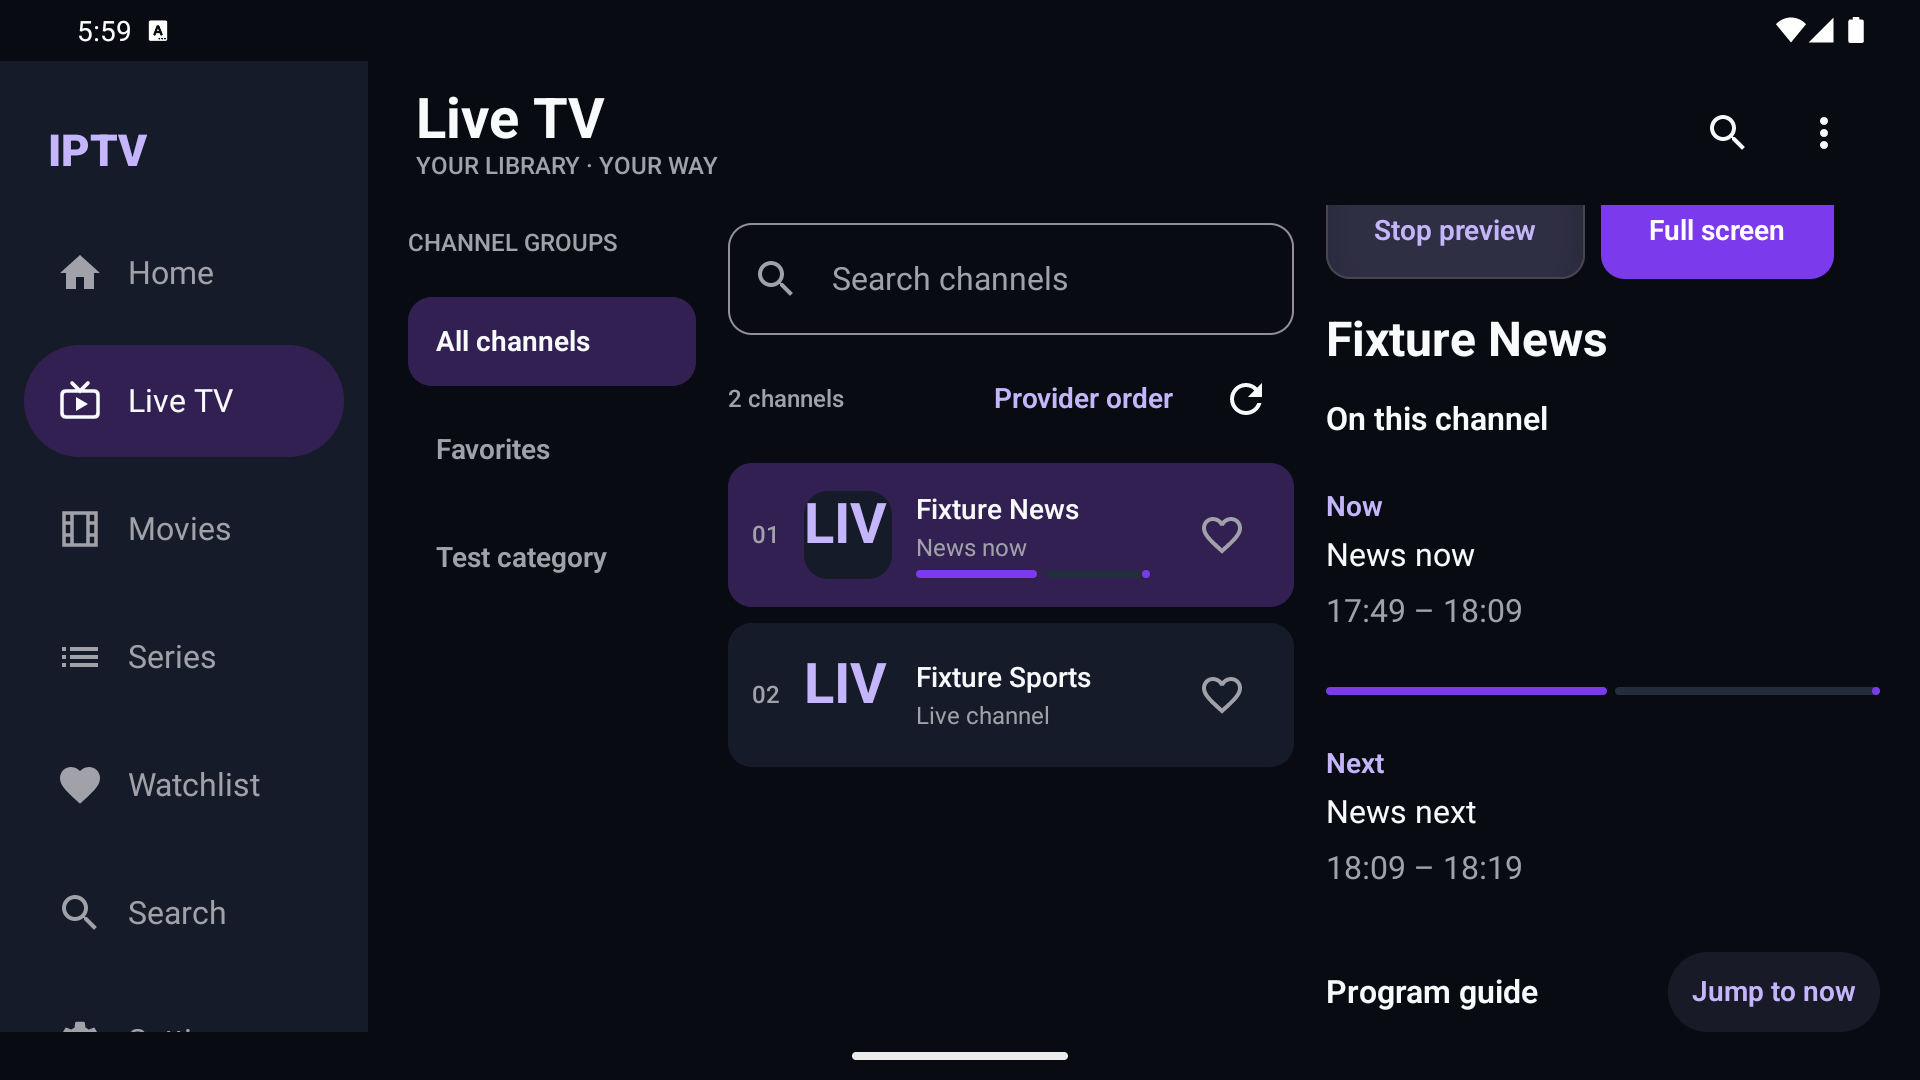 5:59
IPTV
Home
Live TV
Movies
Series
Watchlist
Search
Live TV
YOUR LIBRARY · YOUR WAY
CHANNEL GROUPS
All channels
Favorites
Test category
Search channels
2 channels
Provider order
01
LIV
Fixture News
News now
02
LIV
Fixture Sports
Live channel
Stop preview
Full screen
Fixture News
On this channel
Now
News now
17:49 – 18:09
Next
News next
18:09 – 18:19
Program guide
Jump to now